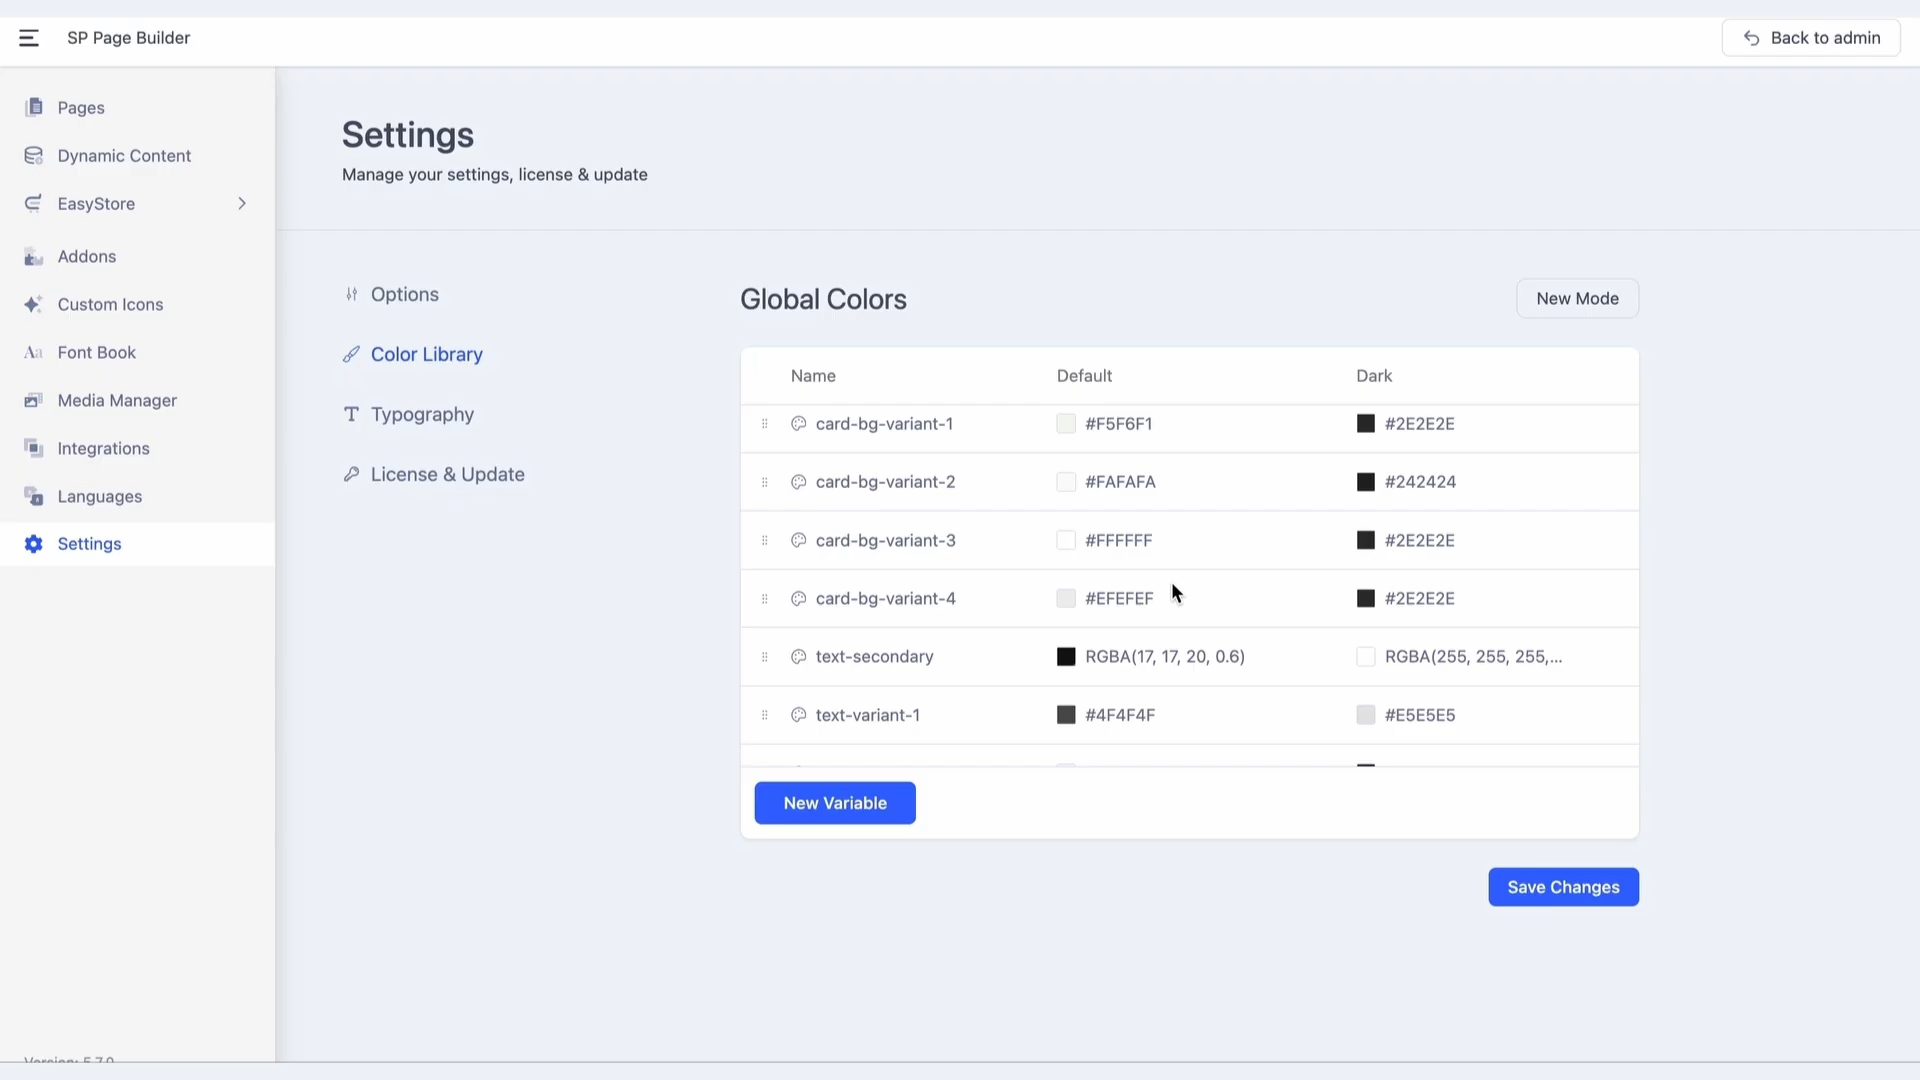 SP Page Builder
Back to admin
Pages
Dynamic Content
EasyStore
Addons
Custom Icons
Font Book
Media Manager
Integrations
Languages
Settings
Version: 5.7.0
Settings
Manage your settings, license & update
Options
Color Library
Typography
License & Update
Global Colors
New Mode
Name Default Dark
card-bg-variant-1 #F5F6F1 #2E2E2E
card-bg-variant-2 #FAFAFA #242424
card-bg-variant-3 #FFFFFF #2E2E2E
card-bg-variant-4 #EFEFEF #2E2E2E
text-secondary RGBA(17, 17, 20, 0.6) RGBA(255, 255, 255,...
text-variant-1 #4F4F4F #E5E5E5
New Variable
Save Changes